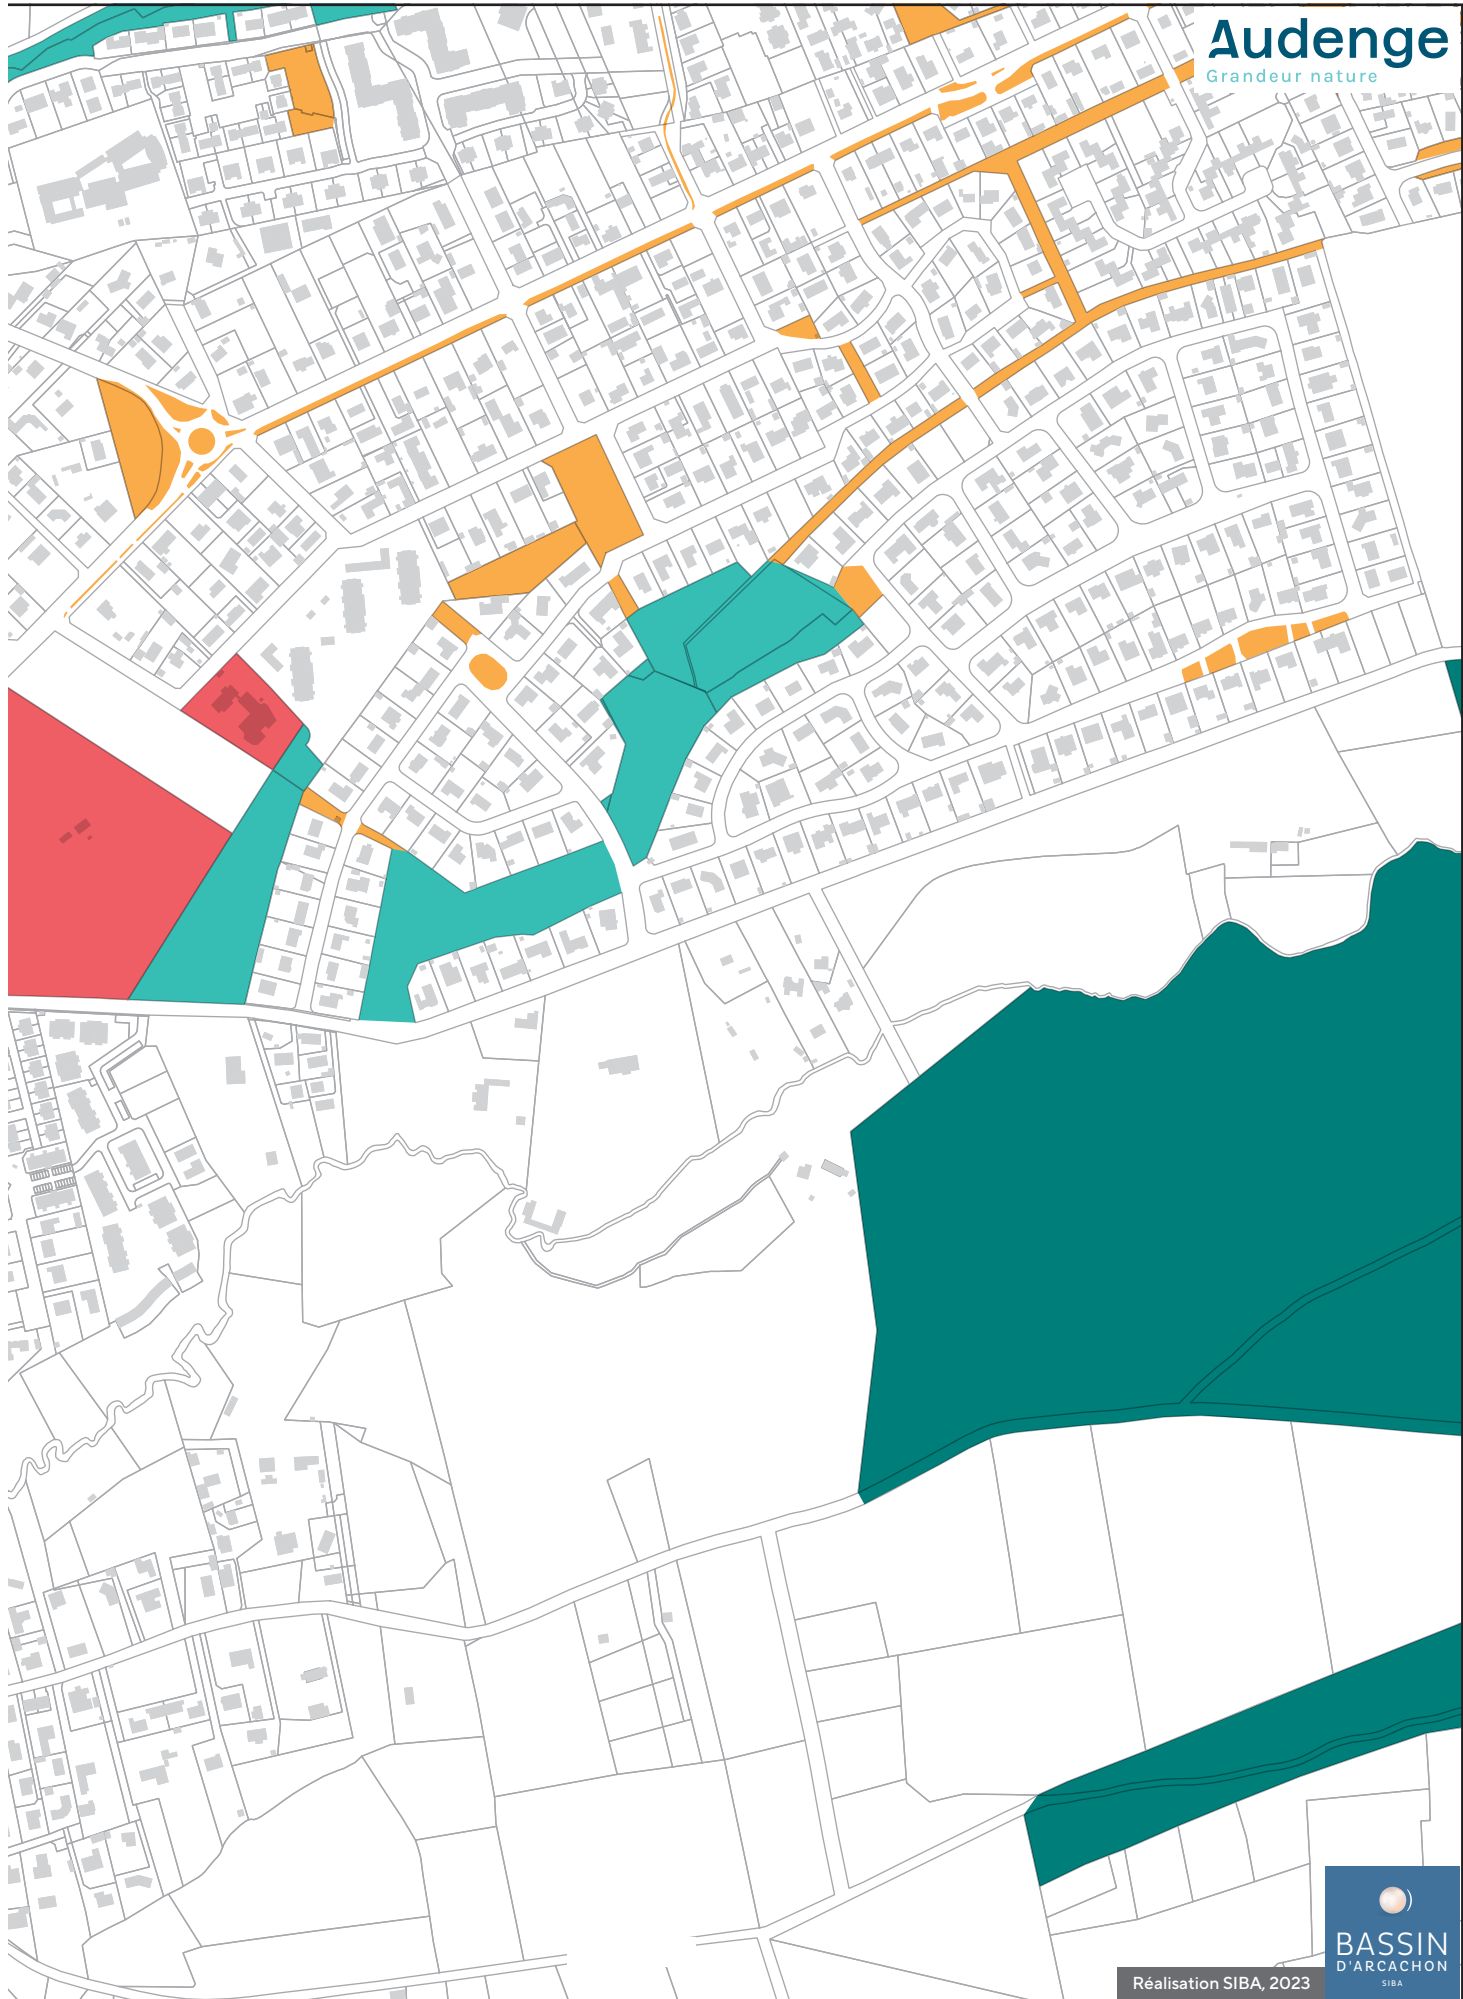 Audenge
Grandeur nature
BASSIN
D'ARCACHON
SIBA
Réalisation SIBA, 2023